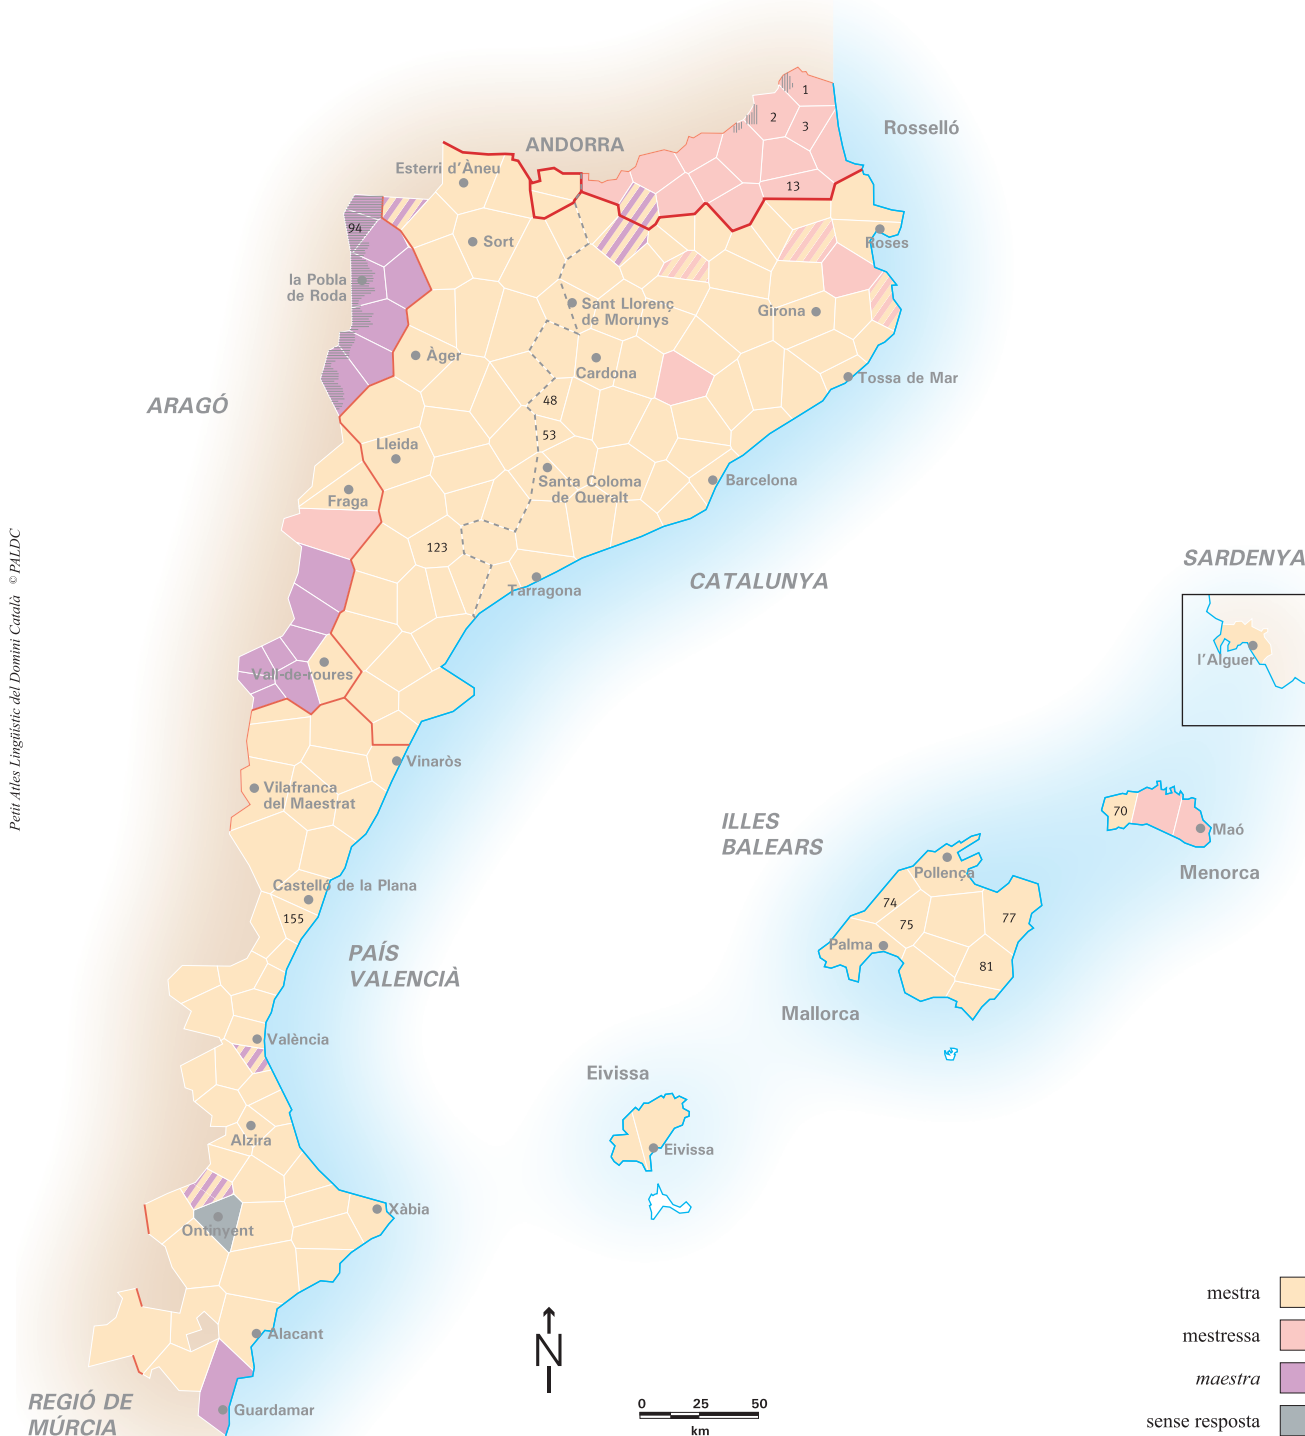 1
2
3
Rosselló
ANDORRA
Esterri d'Àneu
13
94
Roses
Sort
la Pobla
de Roda
Sant Llorenç
de Morunys
Girona
Àger
Cardona
Tossa de Mar
ARAGÓ
48
53
Lleida
Santa Coloma
de Queralt
Barcelona
Fraga
123
Tarragona
CATALUNYA
SARDENYA
l'Alguer
Petit Atles Lingüístic del Domini Català © PALDC
Vall-de-roures
Vinaròs
Vilafranca
del Maestrat
ILLES
BALEARS
70
Maó
Menorca
Pollença
Castelló de la Plana
155
74
75
77
Palma
81
PAÍS
VALENCIÀ
Mallorca
València
Eivissa
Alzira
Eivissa
Xàbia
Ontinyent
Alacant
N
REGIÓ DE
MÚRCIA
Guardamar
0 25 50
km
mestra
mestressa
maestra
sense resposta